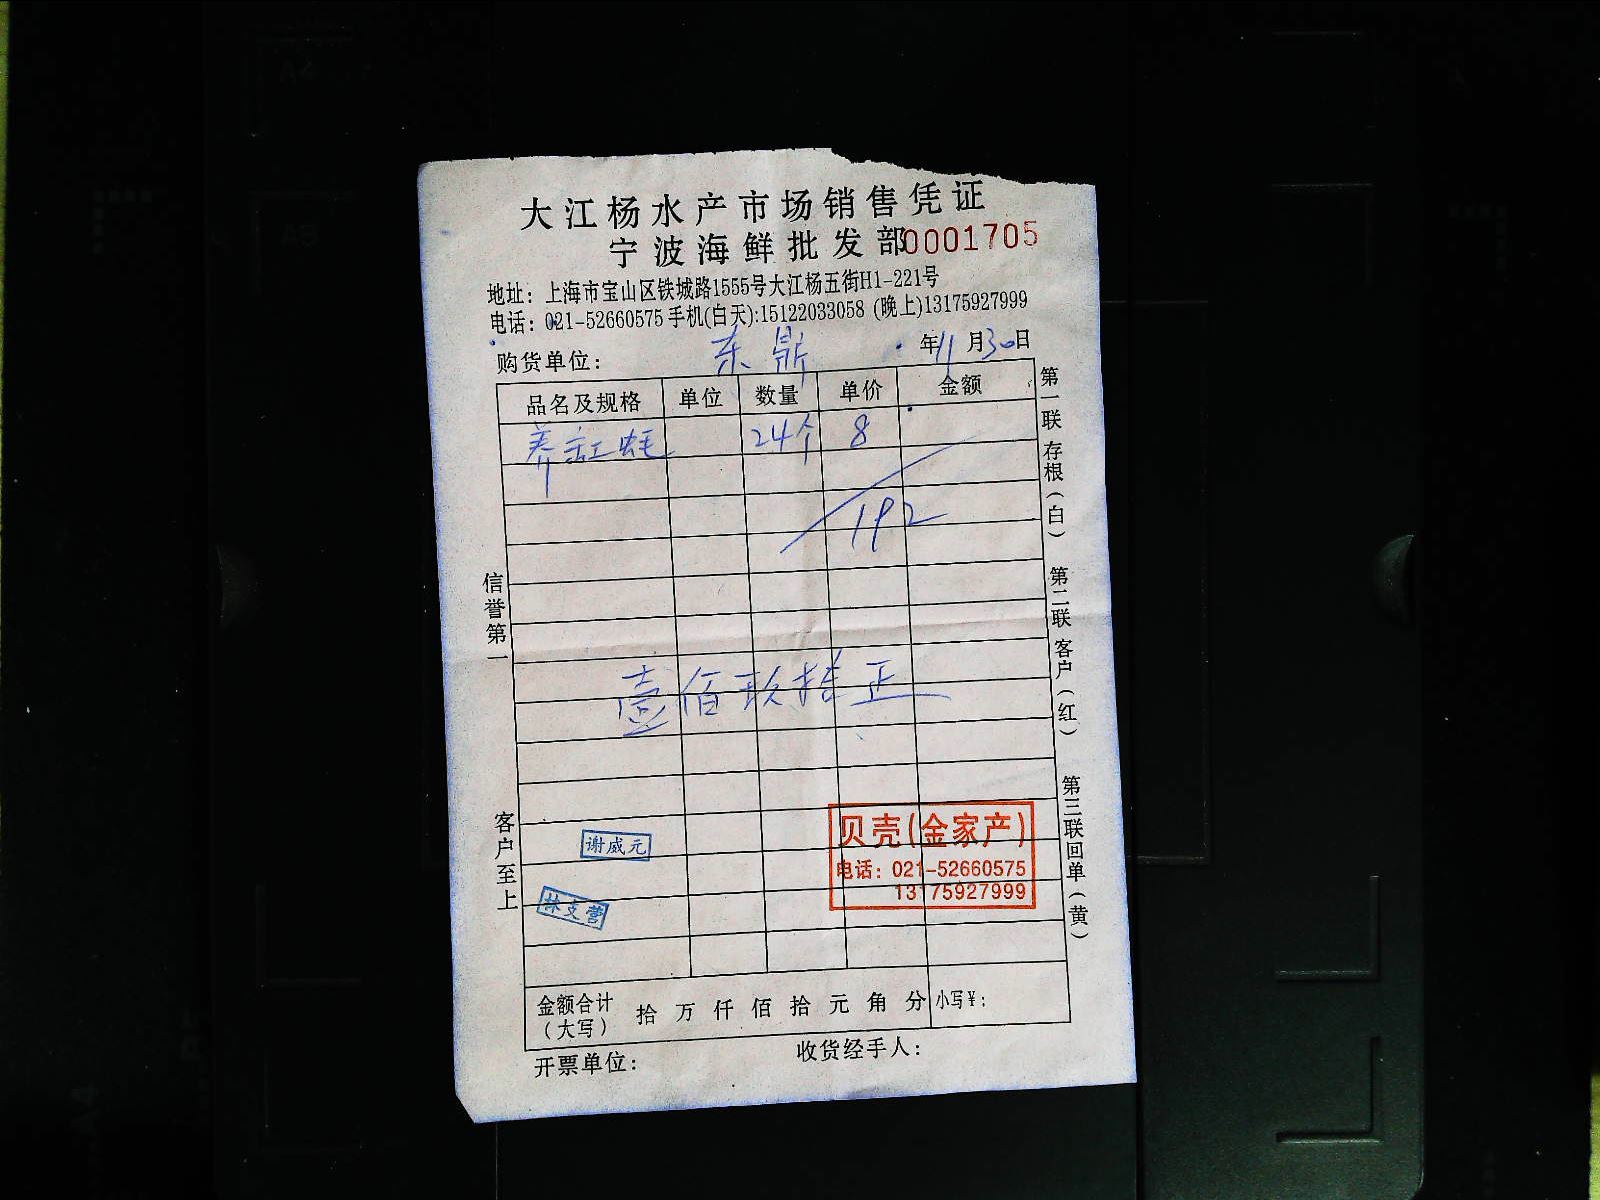 大江杨水产市场销售凭证
宁波海鲜批发部0001705
地址：上海市宝山区铁城路1555号大江杨五街H1-221号
电话：021-52660575 手机(白天):15122033058 (晚上)13175927999
购货单位： 东鼎 年11月30日
品名及规格 单位 数量 单价 金额
养缸蚝 24个 8
192
壹佰玖拾正
信誉第一
客户至上
第一联 存根（白）
第二联 客户（红）
第三联回单（黄）
谢威元
贝壳(金家产)
电话：021-52660575
13175927999
金额合计（大写） 拾 万 仟 佰 拾 元 角 分 小写¥：
开票单位： 收货经手人：